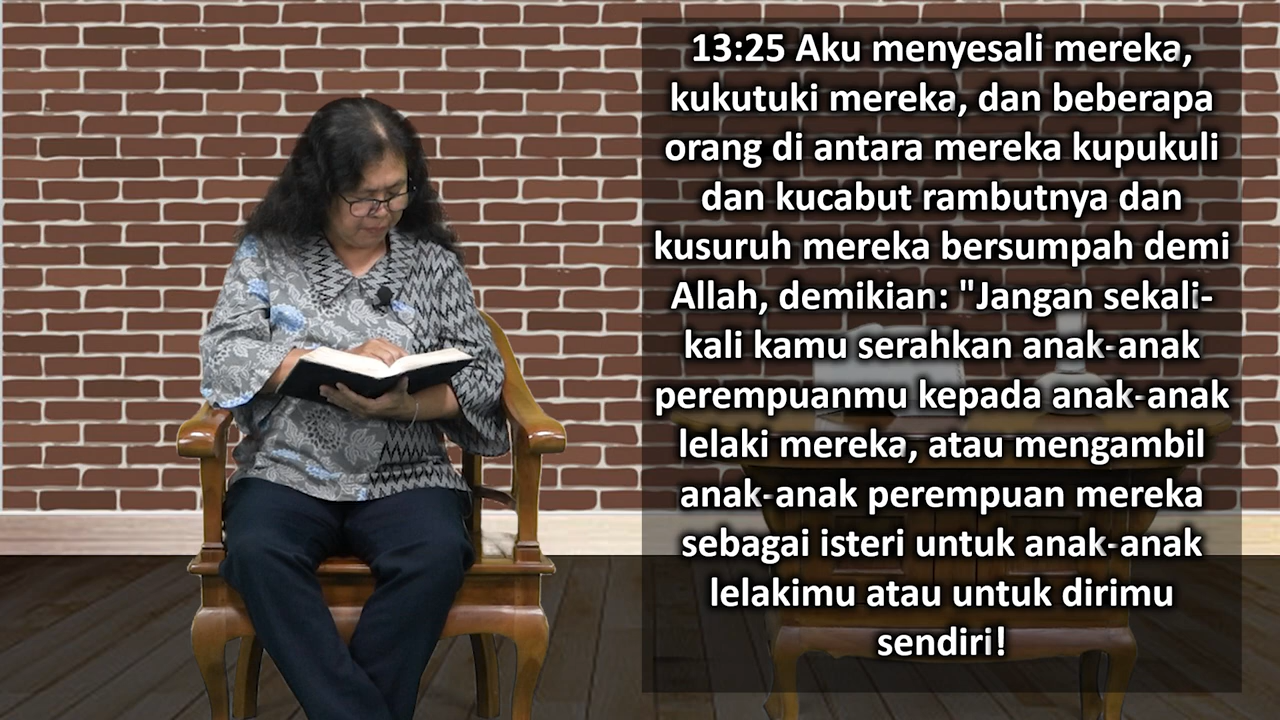 13:25 Aku menyesali mereka,
kukutuki mereka, dan beberapa
orang di antara mereka kupukuli
dan kucabut rambutnya dan
kusuruh mereka bersumpah demi
Allah, demikian: "Jangan sekali-
kali kamu serahkan anak-anak
perempuanmu kepada anak-anak
lelaki mereka, atau mengambil
anak-anak perempuan mereka
sebagai isteri untuk anak-anak
lelakimu atau untuk dirimu
sendiri!